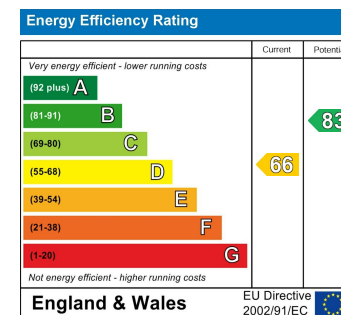 Energy Efficiency Rating
Current
Very energy efficient - lower running costs
(92 plus) A
(81-91) B
83
(69-80) C
(55-68) D
66
(39-54) E
(21-38) F
(1-20) G
Not energy efficient - higher running costs
England & Wales
EU Directive
2002/91/EC